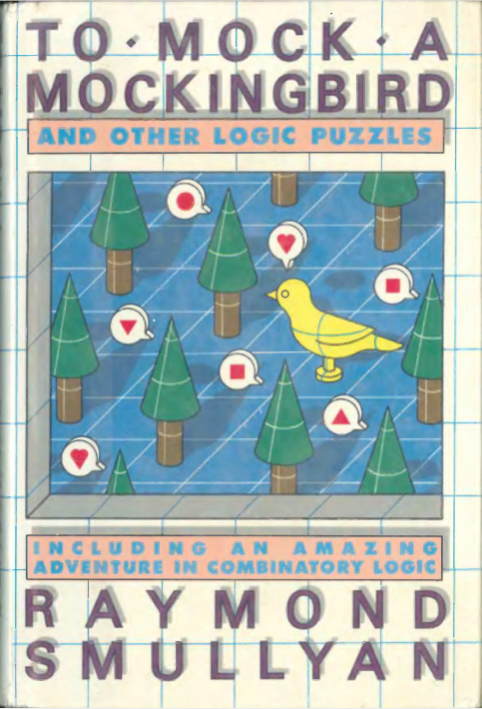 TO·MOCK·A
MOCKINGBIRD
AND OTHER LOGIC PUZZLES
INCLUDING AN AMAZING
ADVENTURE IN COMBINATORY LOGIC
RAYMOND
SMULLYAN